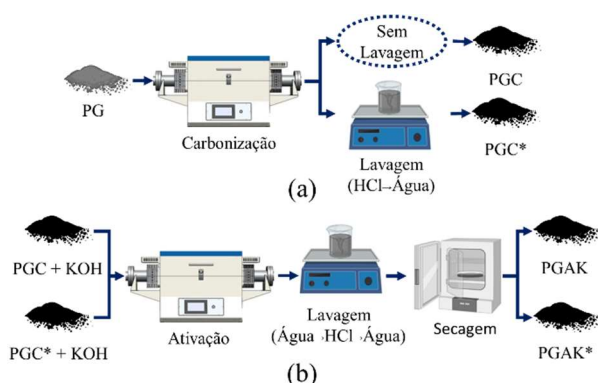 PG
Carbonização
Sem
Lavagem
PGC
Lavagem
(HCl→Água)
PGC*
(a)
PGC + KOH
PGC* + KOH
Ativação
Lavagem
(Água→HCl→Água)
Secagem
PGAK
PGAK*
(b)